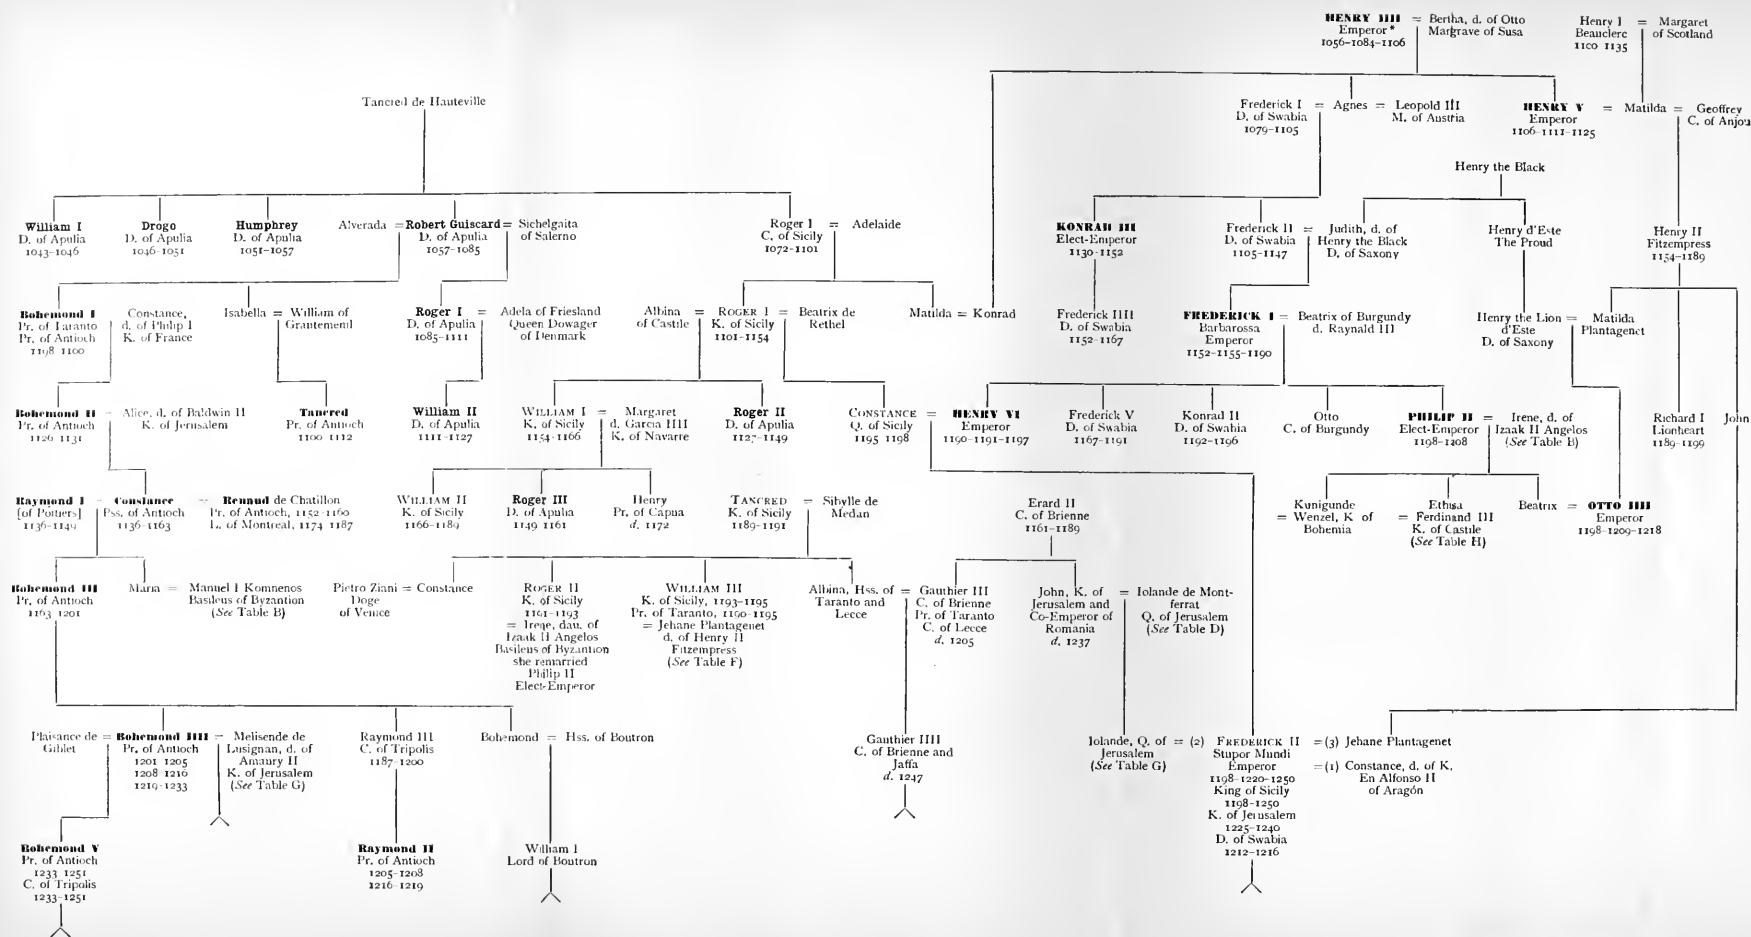 HENRY IIII = Bertha, d. of Otto
Emperor * Margrave of Susa
1056-1084-1106
Henry I = Margaret
Beauclerc of Scotland
1100 1135
Tancred de Hauteville
Frederick I = Agnes = Leopold III
D. of Swabia M. of Austria
1079-1105
HENRY V = Matilda = Geoffrey
Emperor C. of Anjou
1106-1111-1125
Henry the Black
William I
D. of Apulia
1043-1046
Drogo
D. of Apulia
1046-1051
Humphrey
D. of Apulia
1051-1057
Alverada = Robert Guiscard = Sichelgaita
D. of Apulia of Salerno
1057-1085
Roger I = Adelaide
C. of Sicily
1072-1101
KONRAD III
Elect-Emperor
1130-1152
Frederick II = Judith, d. of
D. of Swabia Henry the Black
1105-1147 D. of Saxony
Henry d'Este
The Proud
Henry II
Fitzempress
1154-1189
Bohemond I
Pr. of Taranto
Pr. of Antioch
1198 1100
Constance,
d. of Philip I
K. of France
Isabella = William of
Grantemenil
Roger I = Adela of Friesland
D. of Apulia Queen Dowager
1085-1111 of Denmark
Albina = ROGER I = Beatrix de
of Castile K. of Sicily Rethel
1101-1154
Matilda = Konrad
Frederick IIII
D. of Swabia
1152-1167
FREDERICK I = Beatrix of Burgundy
Barbarossa d. Raynald III
Emperor
1152-1155-1190
Henry the Lion = Matilda
d'Este Plantagenet
D. of Saxony
Bohemond II = Alice, d. of Baldwin II
Pr. of Antioch K. of Jerusalem
1126 1131
Tancred
Pr. of Antioch
1100 1112
William II
D. of Apulia
1111-1127
WILLIAM I = Margaret
K. of Sicily d. Garcia IIII
1154-1166 K. of Navarre
Roger II
D. of Apulia
1127-1149
CONSTANCE = HENRY VI
Q. of Sicily Emperor
1195 1198 1190-1191-1197
Frederick V
D. of Swabia
1167-1191
Konrad II
D. of Swabia
1192-1196
Otto
C. of Burgundy
PHILIP II = Irene, d. of
Elect-Emperor Izaak II Angelos
1198-1208 (See Table B)
Richard I
Lionheart
1189-1199
John
Raymond I = Constance = Renaud de Chatillon
[of Poitiers] Pss. of Antioch Pr. of Antioch, 1152-1160
1136-1149 1136-1163 L. of Montreal, 1174 1187
WILLIAM II
K. of Sicily
1166-1189
Roger III
D. of Apulia
1149 1161
Henry
Pr. of Capua
d. 1172
TANCRED = Sibylle de
K. of Sicily Medan
1189-1191
Erard II
C. of Brienne
1161-1189
Kunigunde
= Wenzel, K of
Bohemia
Ethisa
= Ferdinand III
K. of Castile
(See Table H)
Beatrix = OTTO IIII
Emperor
1198-1209-1218
Bohemond III
Pr. of Antioch
1163 1201
Maria = Manuel I Komnenos
Basileus of Byzantion
(See Table B)
Pietro Ziani = Constance
Doge
of Venice
ROGER II
K. of Sicily
1191-1193
= Irene, dau. of
Izaak II Angelos
Basileus of Byzantion
she remarried
Philip II
Elect-Emperor
WILLIAM III
K. of Sicily, 1193-1195
Pr. of Taranto, 1190-1195
= Jehane Plantagenet
d. of Henry II
Fitzempress
(See Table F)
Albina, Hss. of = Gauthier III
Taranto and C. of Brienne
Lecce Pr. of Taranto
C. of Lecce
d. 1205
John, K. of = Iolande de Mont-
Jerusalem and ferrat
Co-Emperor of Q. of Jerusalem
Romania (See Table D)
d. 1237
Plaisance de = Bohemond IIII = Melisende de
Giblet Pr. of Antioch Lusignan, d. of
1201 1205 Amaury II
1208 1216 K. of Jerusalem
1219-1233 (See Table G)
Raymond III
C. of Tripolis
1187-1200
Bohemond = Hss. of Boutron
Gauthier IIII
C. of Brienne and
Jaffa
d. 1247
Iolande, Q. of = (2) FREDERICK II = (3) Jehane Plantagenet
Jerusalem Stupor Mundi
(See Table G) Emperor = (1) Constance, d. of K.
1198-1220-1250 En Alfonso II
King of Sicily of Aragón
1198-1250
K. of Jerusalem
1225-1240
D. of Swabia
1212-1216
Bohemond V
Pr. of Antioch
1233 1251
C. of Tripolis
1233-1251
Raymond II
Pr. of Antioch
1205-1208
1216-1219
William I
Lord of Boutron